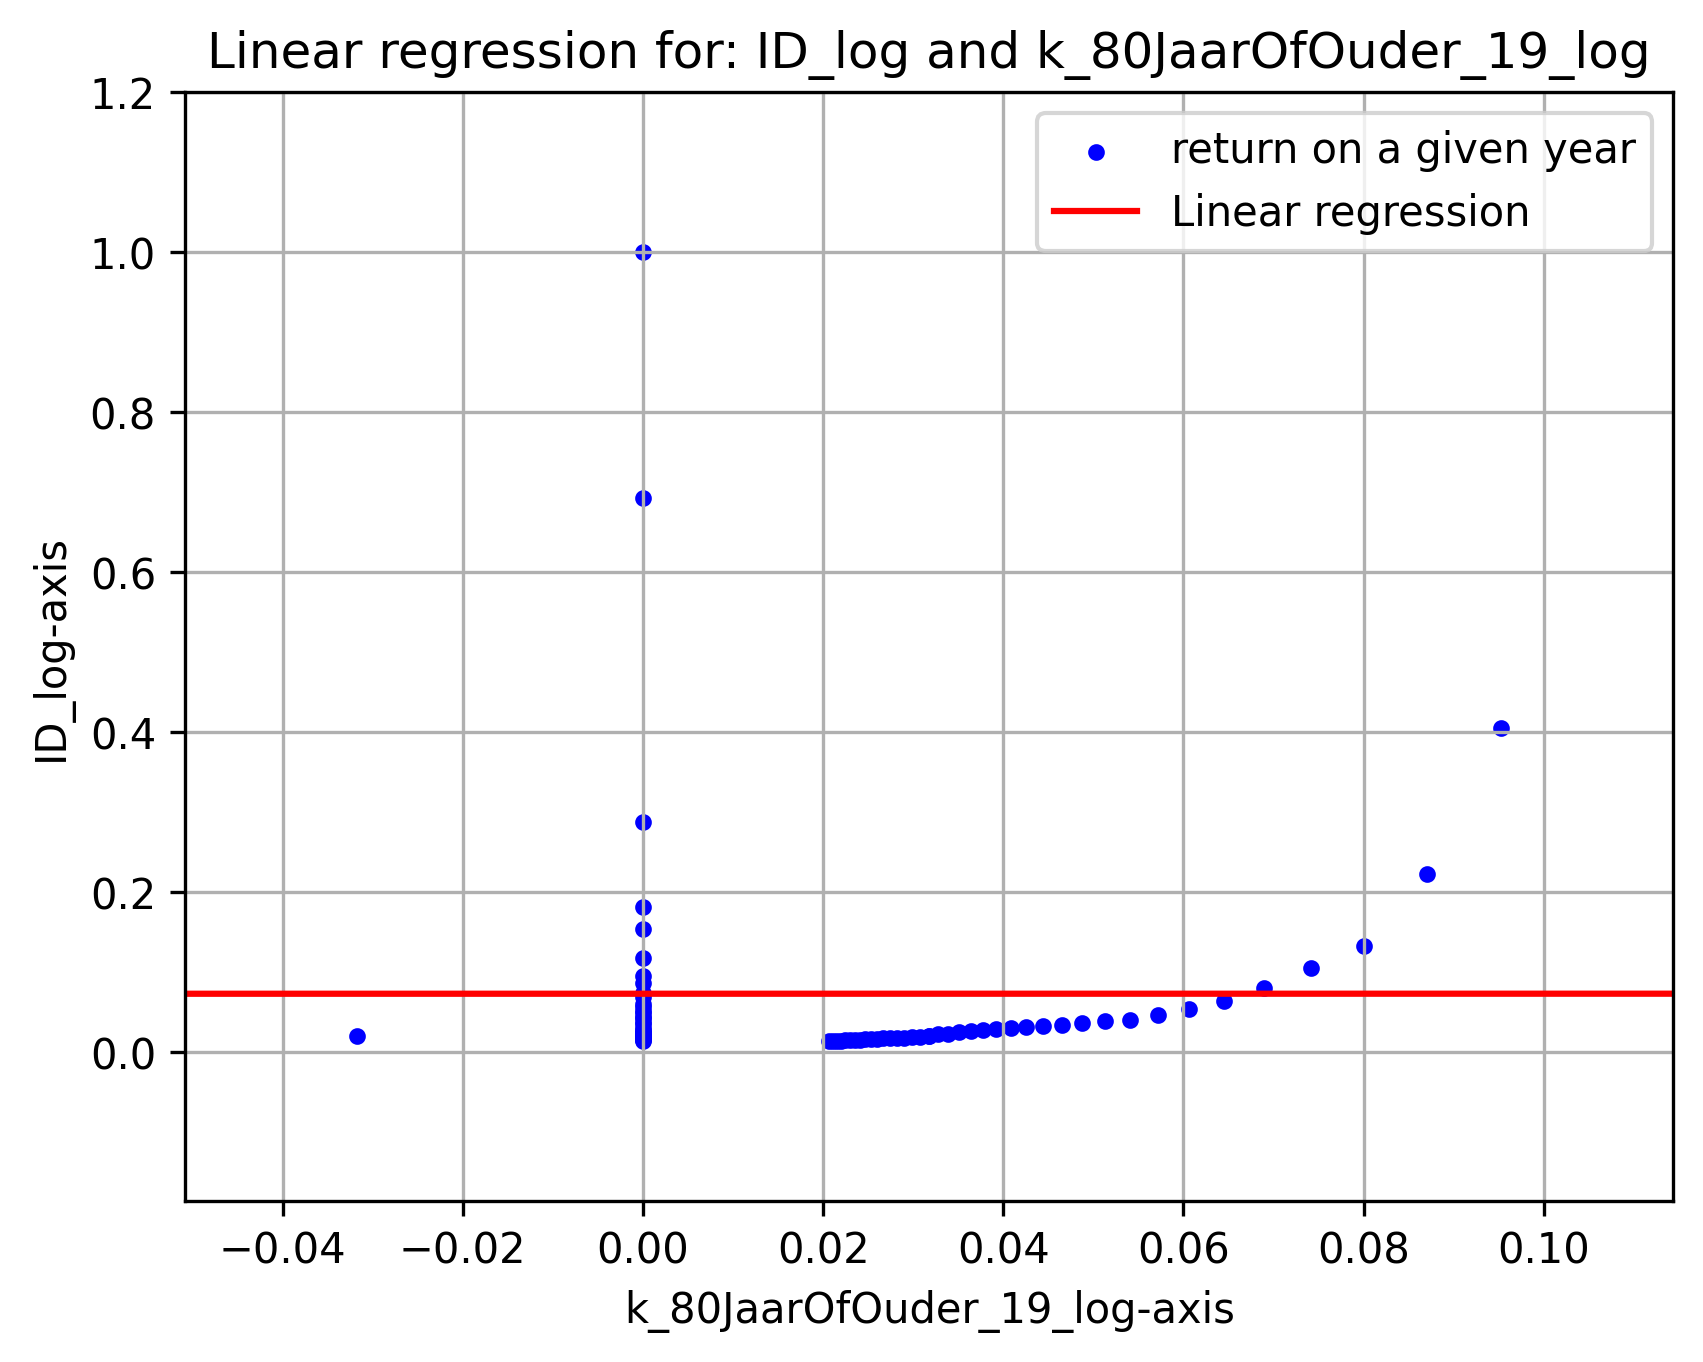 Linear regression for: ID_log and k_80JaarOfOuder_19_log
1.2
1.0
0.8
0.6
0.4
0.2
0.0
ID_log-axis
return on a given year
Linear regression
−0.04 −0.02 0.00 0.02 0.04 0.06 0.08 0.10
k_80JaarOfOuder_19_log-axis